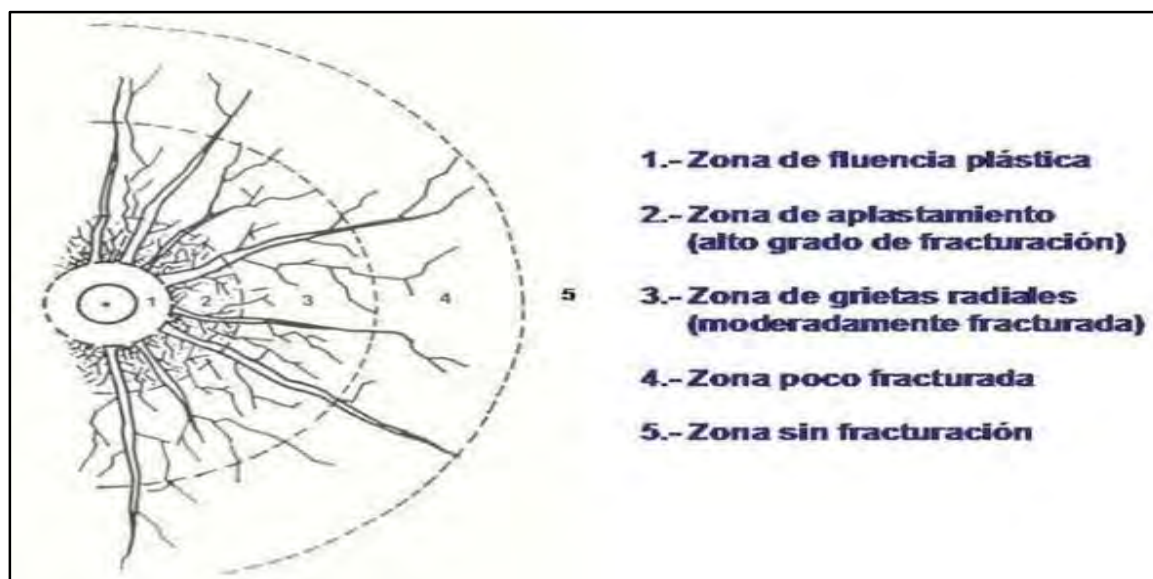 1
2
3
4
5
1.- Zona de fluencia plástica
2.- Zona de aplastamiento
(alto grado de fracturación)
3.- Zona de grietas radiales
(moderadamente fracturada)
4.- Zona poco fracturada
5.- Zona sin fracturación